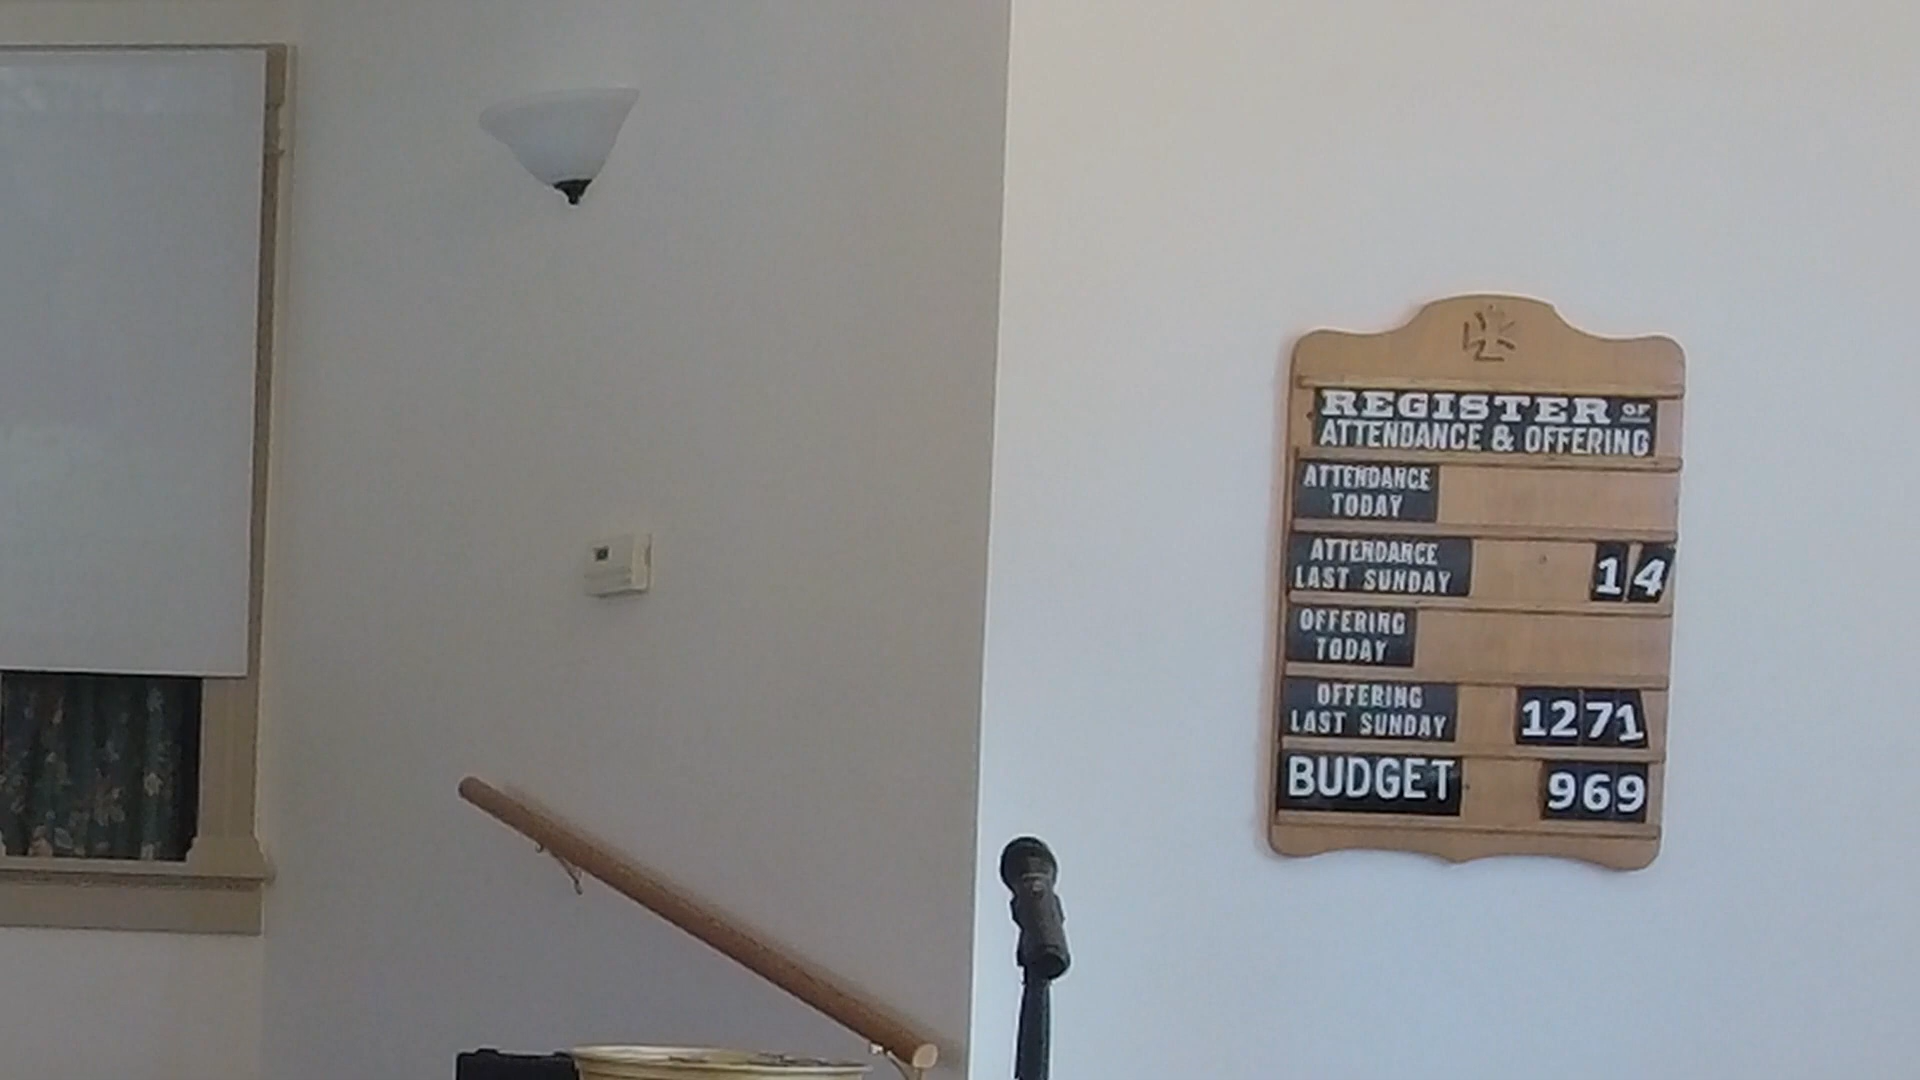 REGISTER OF
ATTENDANCE & OFFERING
ATTENDANCE
TODAY
ATTENDANCE
LAST SUNDAY 14
OFFERING
TODAY
OFFERING
LAST SUNDAY 1271
BUDGET 969